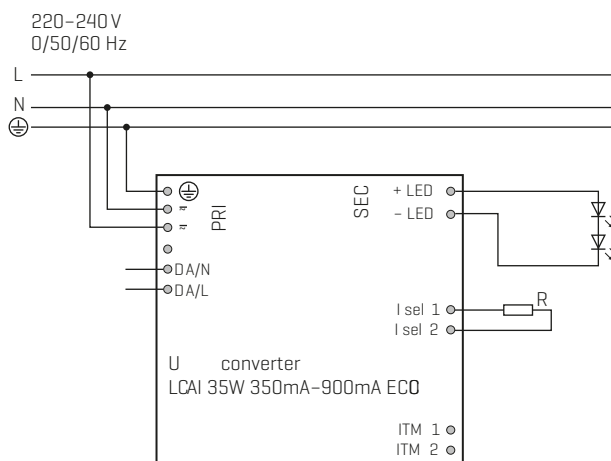 220–240 V
0/50/60 Hz
L
N
PRI
SEC
+ LED
– LED
DA/N
DA/L
I sel 1
I sel 2
R
U converter
LCAI 35W 350mA–900mA ECO
ITM 1
ITM 2